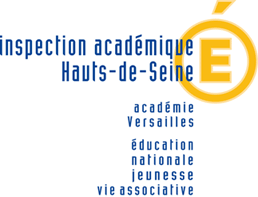 inspection académique
Hauts-de-Seine
É
académie
Versailles
éducation
nationale
jeunesse
vie associative